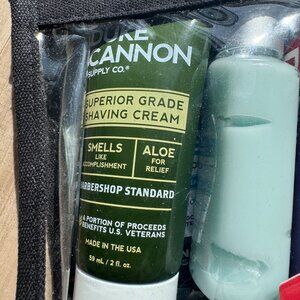 DUKE
CANNON
SUPPLY CO.®
SUPERIOR GRADE
SHAVING CREAM
SMELLS
LIKE
ACCOMPLISHMENT
ALOE
FOR
RELIEF
BARBERSHOP STANDARD
A PORTION OF PROCEEDS
BENEFITS U.S. VETERANS
MADE IN THE USA
59 mL / 2 fl. oz.